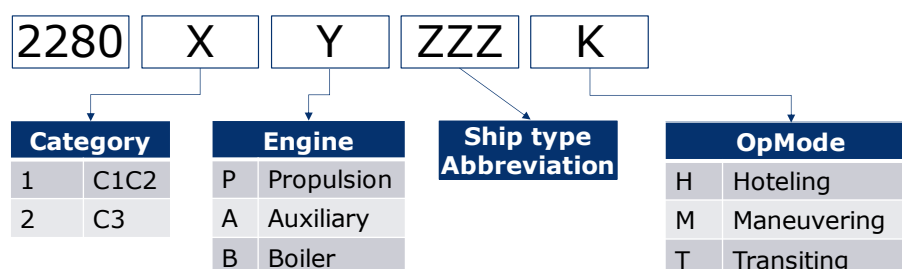 2280 X Y ZZZ K
Category
1 C1C2
2 C3
Engine
P Propulsion
A Auxiliary
B Boiler
Ship type
Abbreviation
OpMode
H Hoteling
M Maneuvering
T Transiting